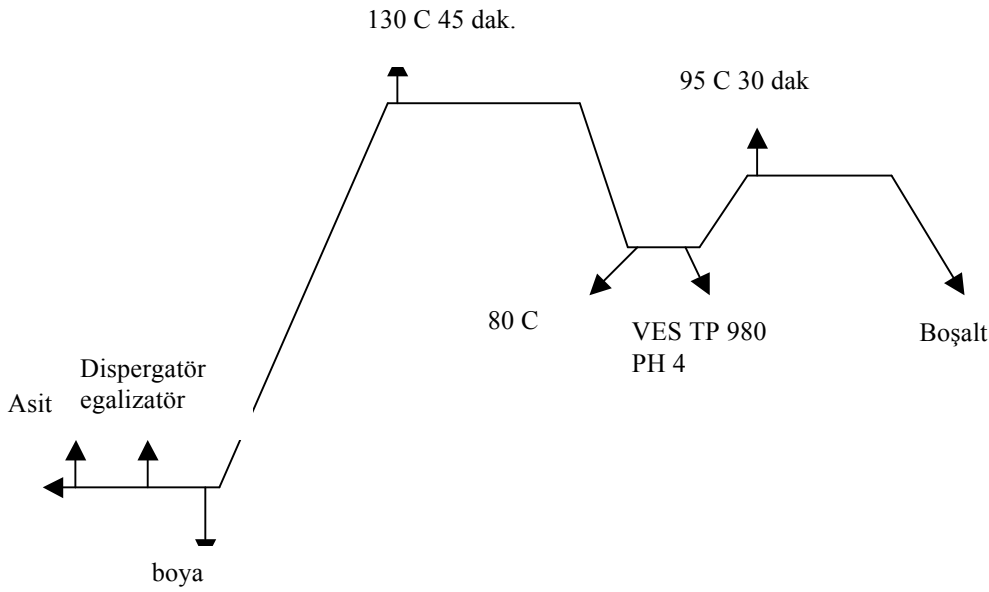 130 C 45 dak.
95 C 30 dak
80 C
VES TP 980
PH 4
Boşalt
Dispergatör
egalizatör
Asit
boya